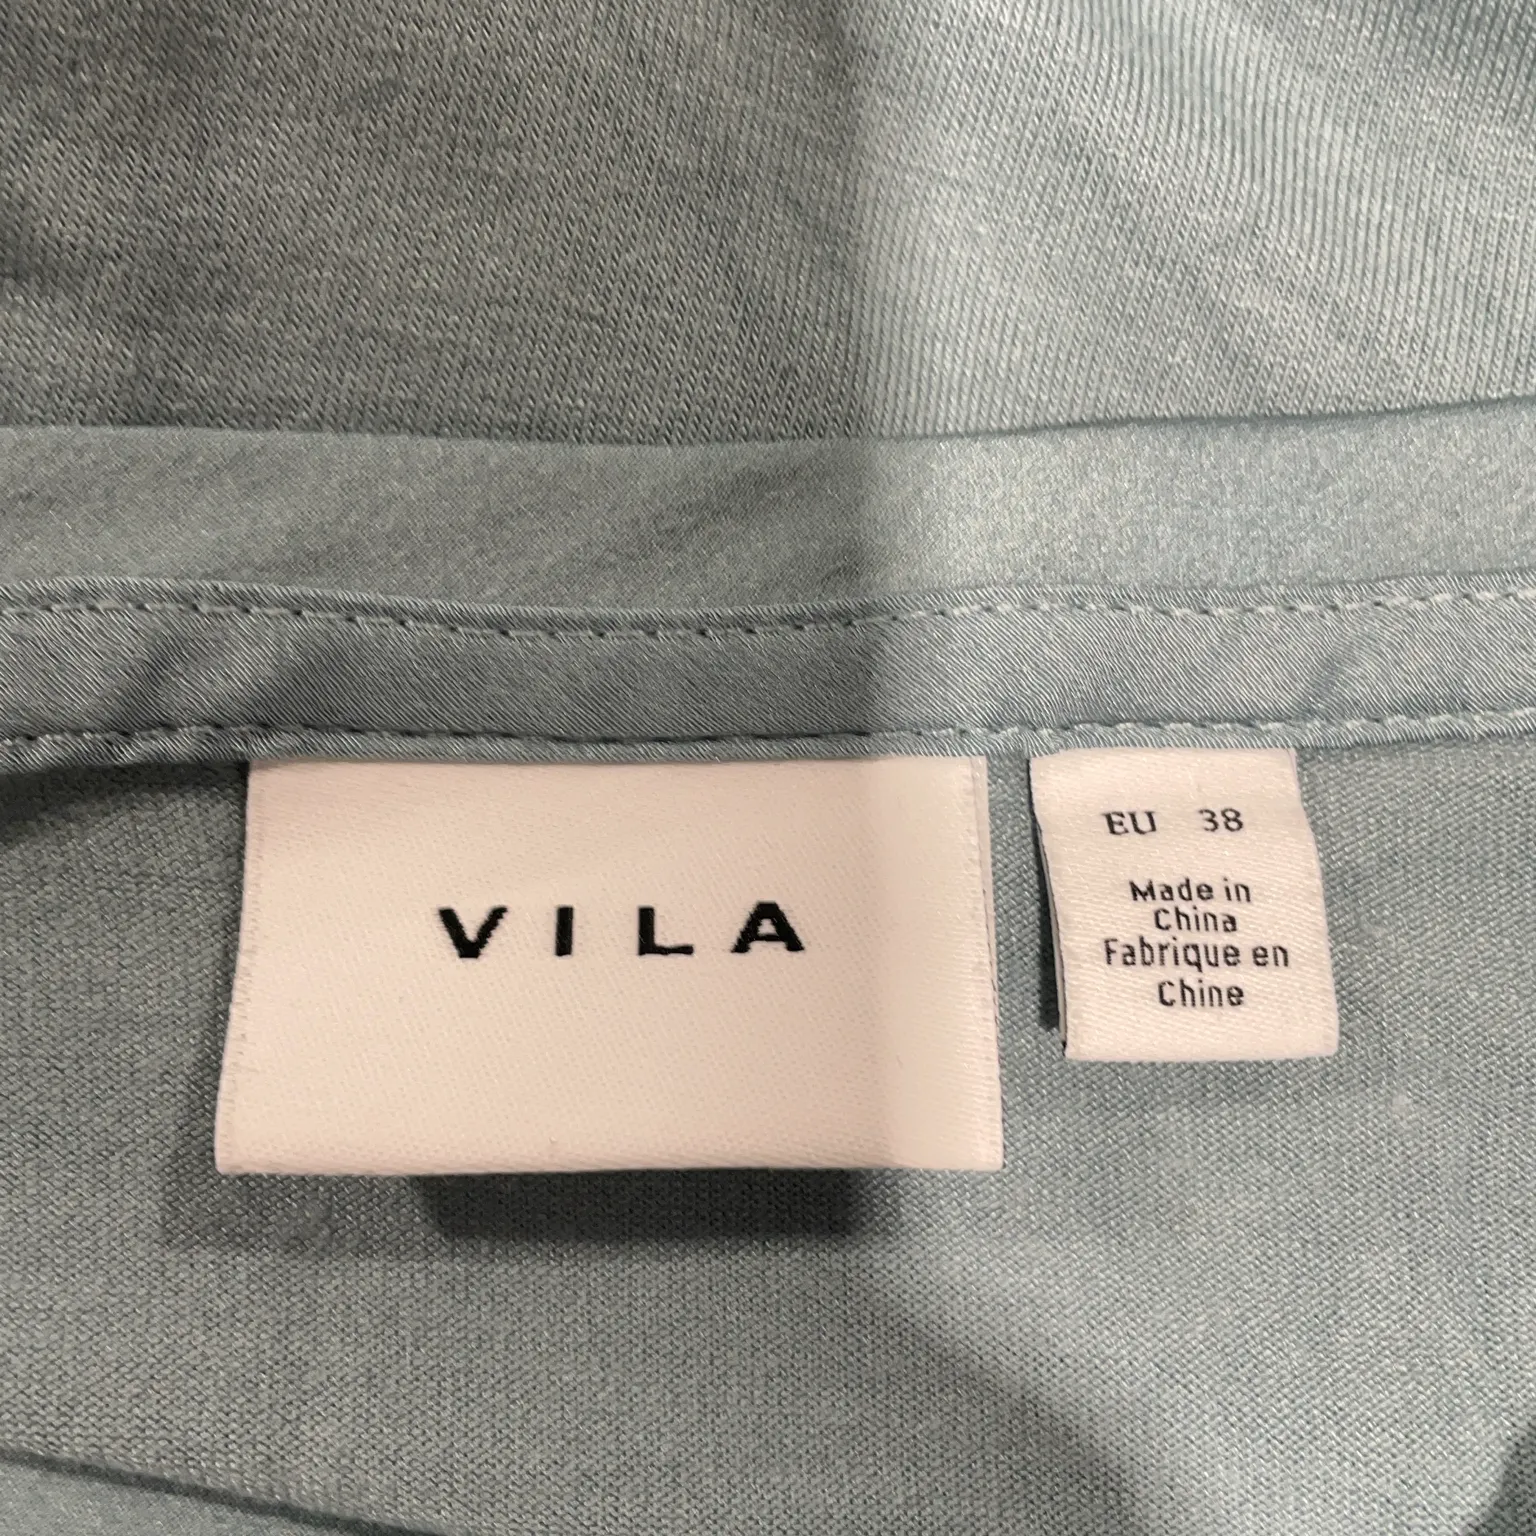 VILA
EU 38
Made in
China
Fabrique en
Chine